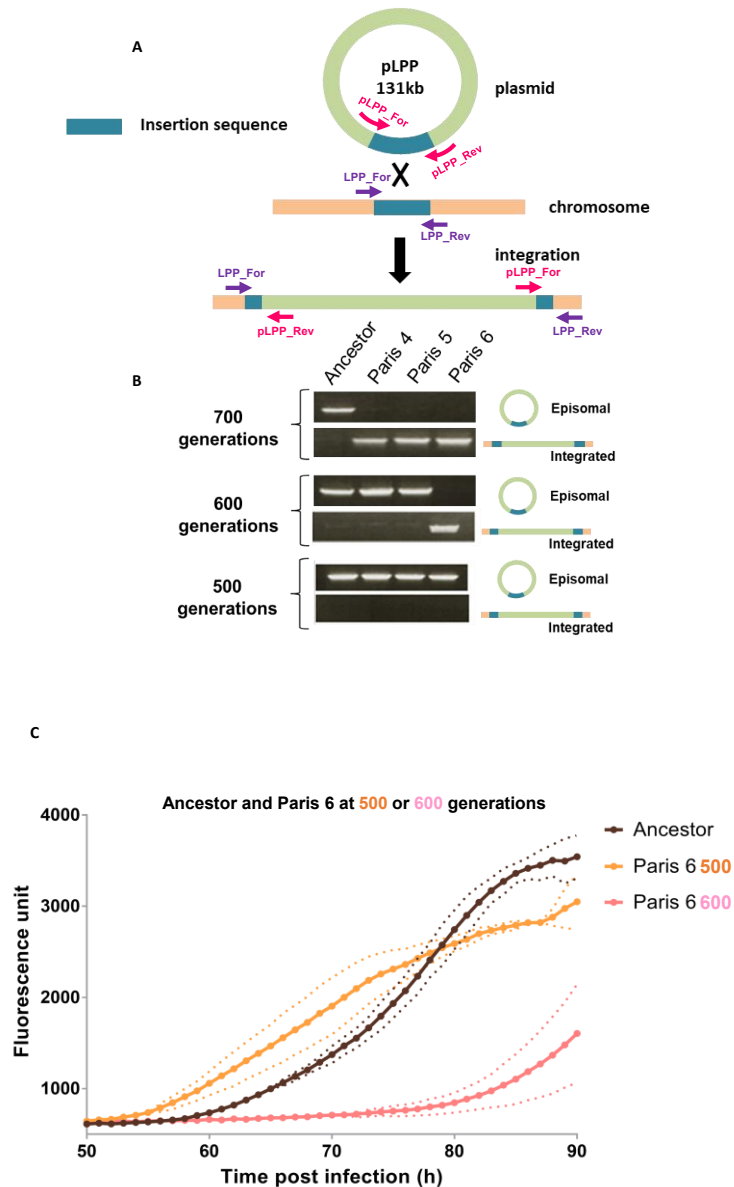 A
pLPP
131kb
plasmid
pLPP_For
pLPP_Rev
Insertion sequence
LPP_For
chromosome
LPP_Rev
integration
LPP_For
pLPP_For
pLPP_Rev
LPP_Rev
B
Ancestor
Paris 4
Paris 5
Paris 6
700
generations
Episomal
Integrated
600
generations
Episomal
Integrated
500
generations
Episomal
Integrated
C
Ancestor and Paris 6 at 500 or 600 generations
Fluorescence unit
4000
3000
2000
1000
50
60
70
80
90
Time post infection (h)
Ancestor
Paris 6 500
Paris 6 600